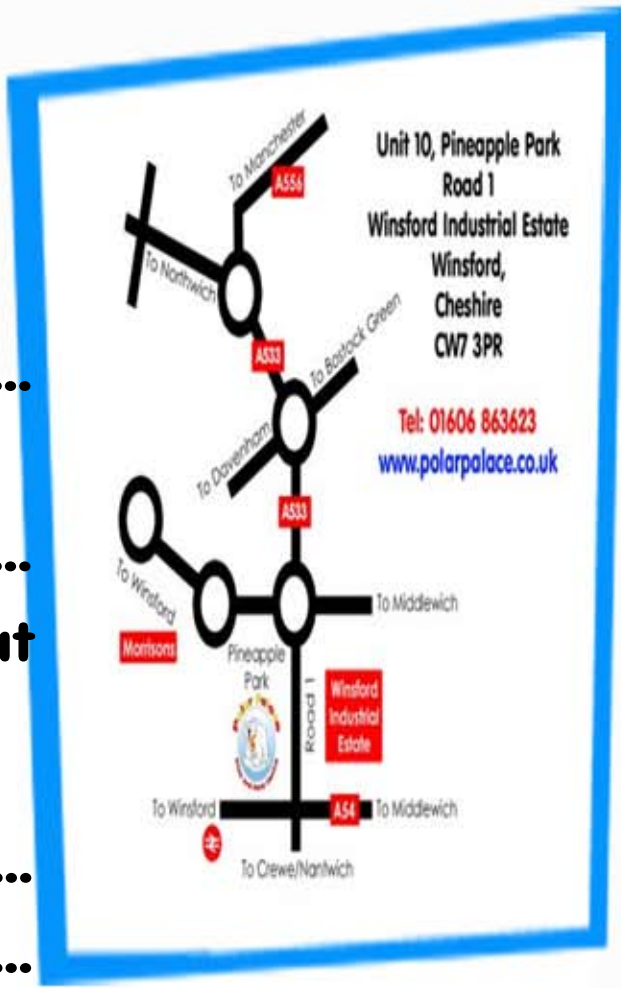 Unit 10, Pineapple Park
Road 1
Winsford Industrial Estate
Winsford,
Cheshire
CW7 3PR
Tel: 01606 863623
www.polarpalace.co.uk
To Manchester
A556
To Northwich
A533
To Bostock Green
To Davenham
A533
To Winsford
To Middlewich
Morrisons
Pineapple
Park
Road 1
Winsford
Industrial
Estate
To Winsford
A54
To Middlewich
To Crewe/Nantwich